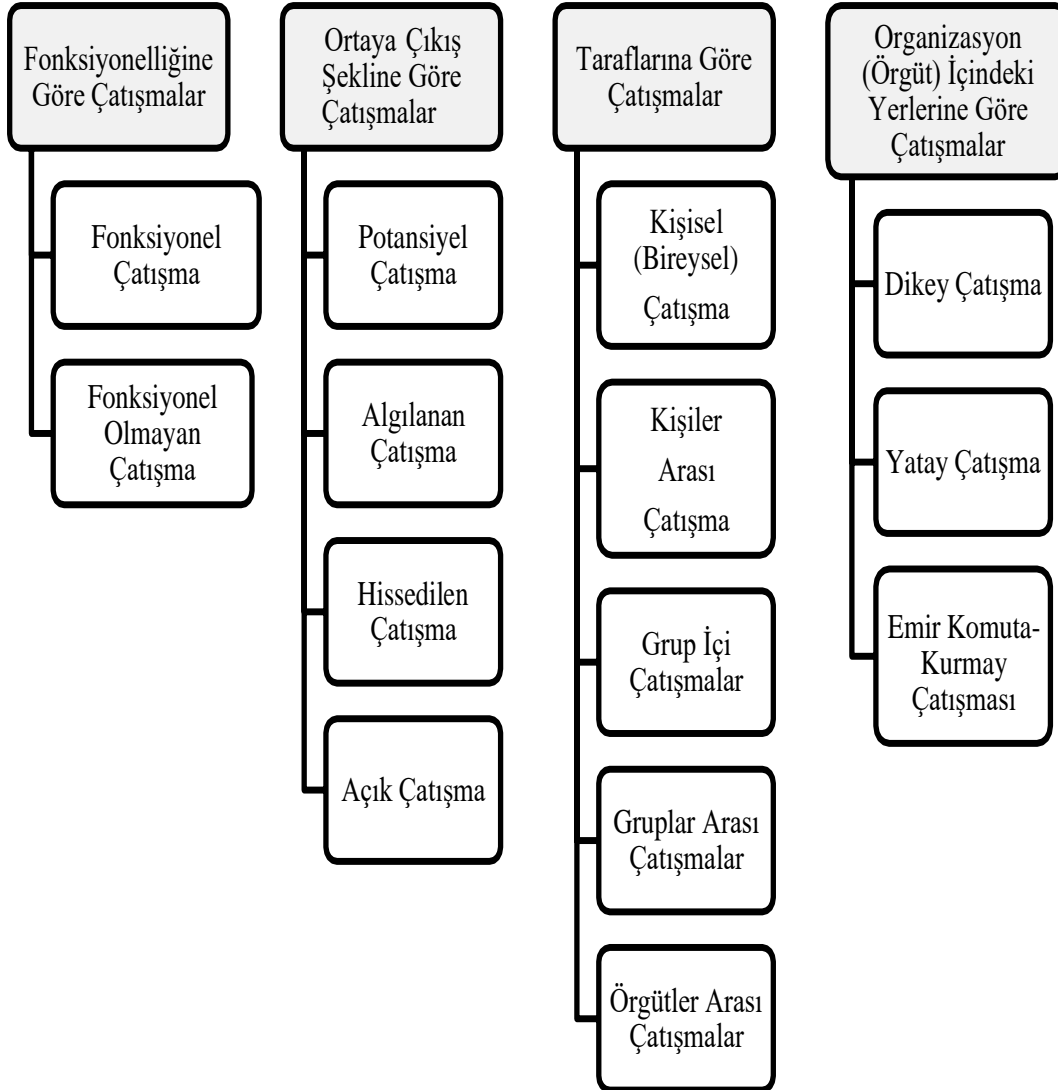 Fonksiyonelliğine
Göre Çatışmalar
Fonksiyonel
Çatışma
Fonksiyonel
Olmayan
Çatışma
Ortaya Çıkış
Şekline Göre
Çatışmalar
Potansiyel
Çatışma
Algılanan
Çatışma
Hissedilen
Çatışma
Açık Çatışma
Taraflarına Göre
Çatışmalar
Kişisel
(Bireysel)
Çatışma
Kişiler
Arası
Çatışma
Grup İçi
Çatışmalar
Gruplar Arası
Çatışmalar
Örgütler Arası
Çatışmalar
Organizasyon
(Örgüt) İçindeki
Yerlerine Göre
Çatışmalar
Dikey Çatışma
Yatay Çatışma
Emir Komuta-
Kurmay
Çatışması